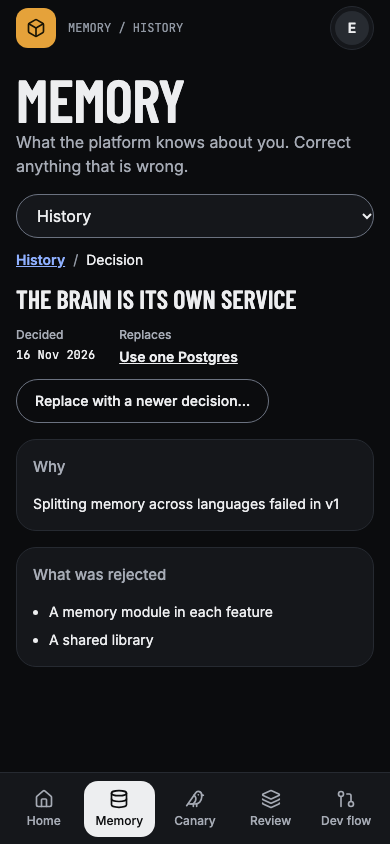 MEMORY / HISTORY
E
MEMORY
What the platform knows about you. Correct
anything that is wrong.
History
History / Decision
THE BRAIN IS ITS OWN SERVICE
Decided
Replaces
16 Nov 2026
Use one Postgres
Replace with a newer decision...
Why
Splitting memory across languages failed in v1
What was rejected
• A memory module in each feature
• A shared library
Home
Memory
Canary
Review
Dev flow